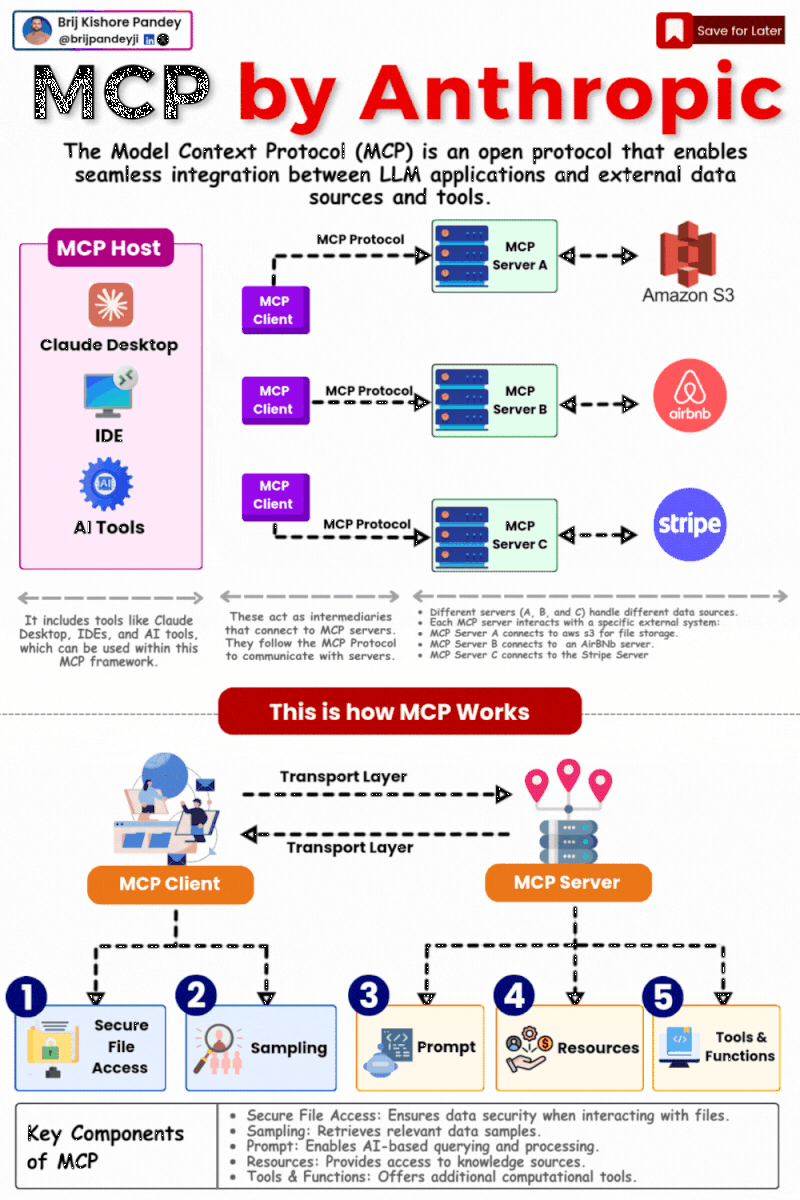 Brij Kishore Pandey
@brijpandeyji in
Save for Later
MCP by Anthropic
The Model Context Protocol (MCP) is an open protocol that enables
seamless integration between LLM applications and external data
sources and tools.
MCP Host
Claude Desktop
IDE
AI
AI Tools
MCP
Client
MCP Protocol
MCP
Server A
Amazon S3
MCP
Client
MCP Protocol
MCP
Server B
airbnb
MCP
Client
MCP Protocol
MCP
Server C
stripe
It includes tools like Claude
Desktop, IDEs, and AI tools,
which can be used within this
MCP framework.
These act as intermediaries
that connect to MCP servers.
They follow the MCP Protocol
to communicate with servers.
• Different servers (A, B, and C) handle different data sources.
• Each MCP server interacts with a specific external system:
• MCP Server A connects to aws s3 for file storage.
• MCP Server B connects to an AirBNb server.
• MCP Server C connects to the Stripe Server
This is how MCP Works
Transport Layer
Transport Layer
MCP Client
MCP Server
1
Secure
File
Access
2
Sampling
3
Prompt
4
Resources
5
Tools &
Functions
Key Components
of MCP
• Secure File Access: Ensures data security when interacting with files.
• Sampling: Retrieves relevant data samples.
• Prompt: Enables AI-based querying and processing.
• Resources: Provides access to knowledge sources.
• Tools & Functions: Offers additional computational tools.